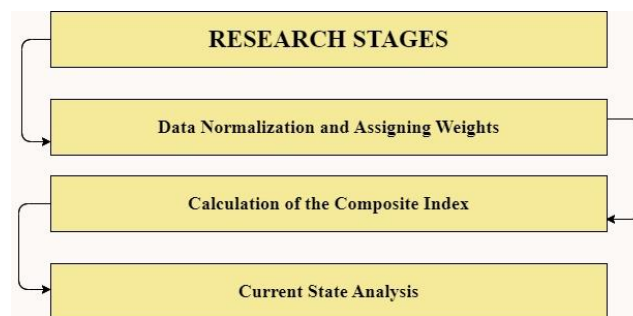 RESEARCH STAGES
Data Normalization and Assigning Weights
Calculation of the Composite Index
Current State Analysis